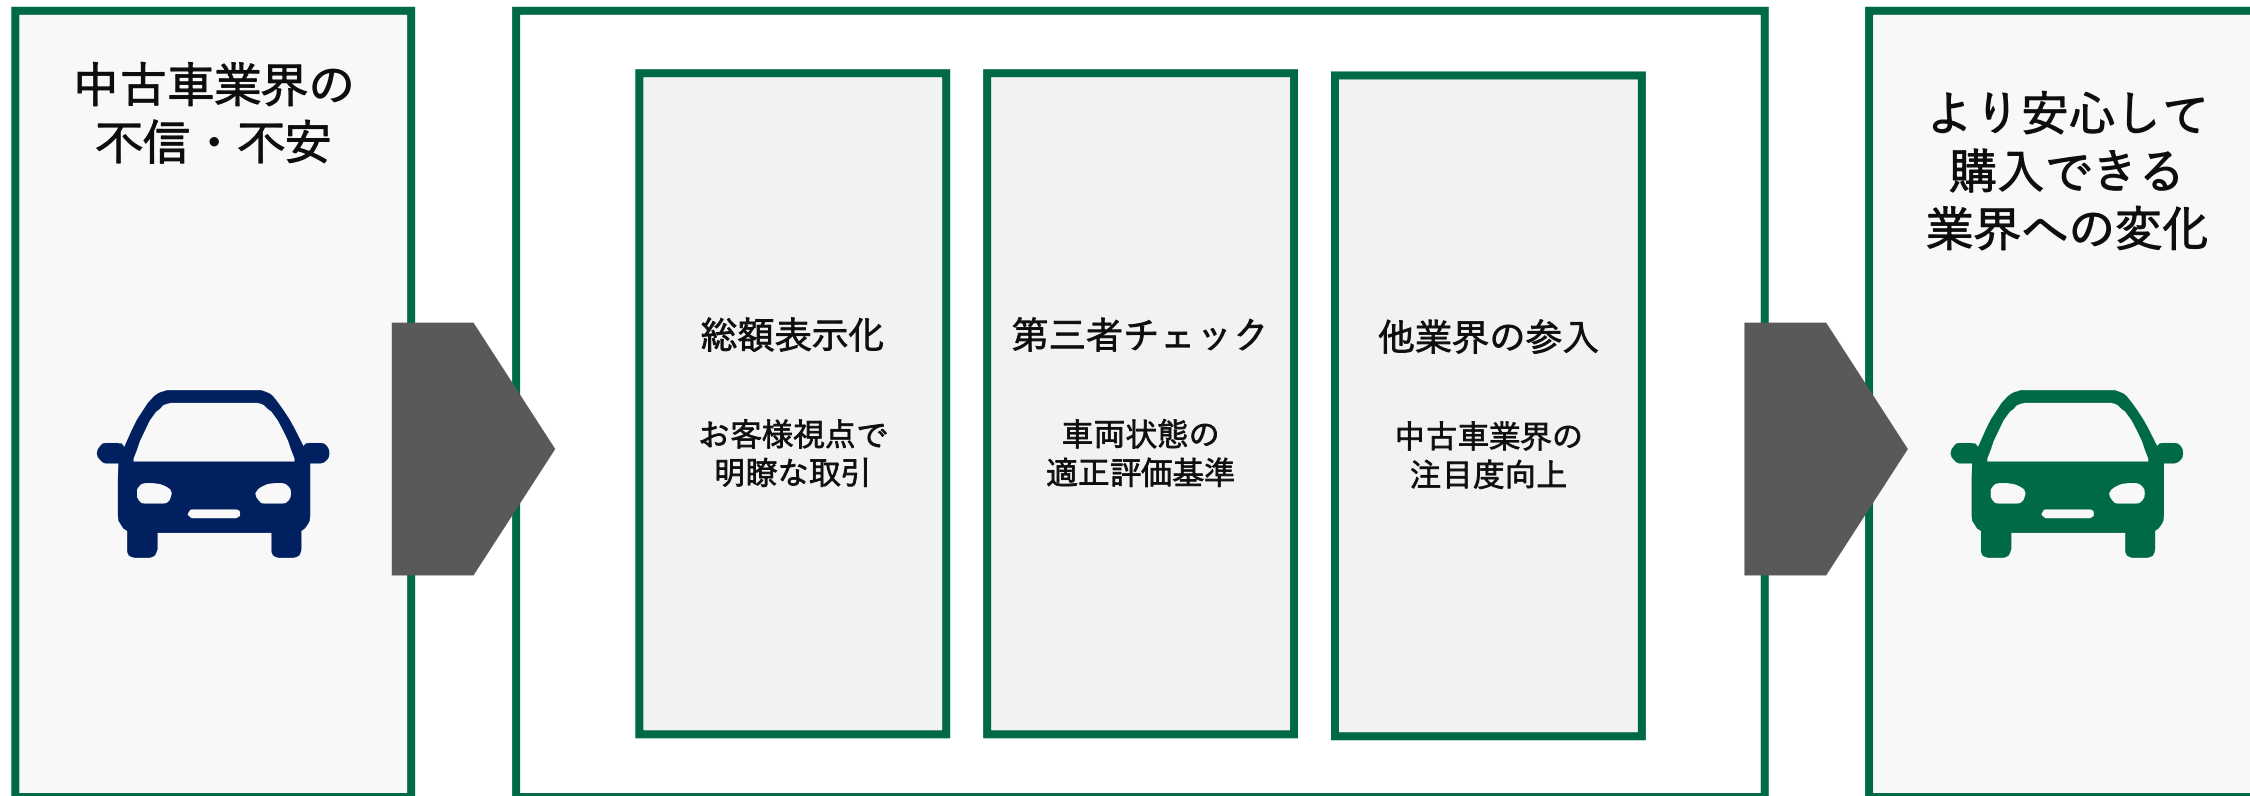 中古車業界の
不信・不安
総額表示化
お客様視点で
明瞭な取引
第三者チェック
車両状態の
適正評価基準
他業界の参入
中古車業界の
注目度向上
より安心して
購入できる
業界への変化